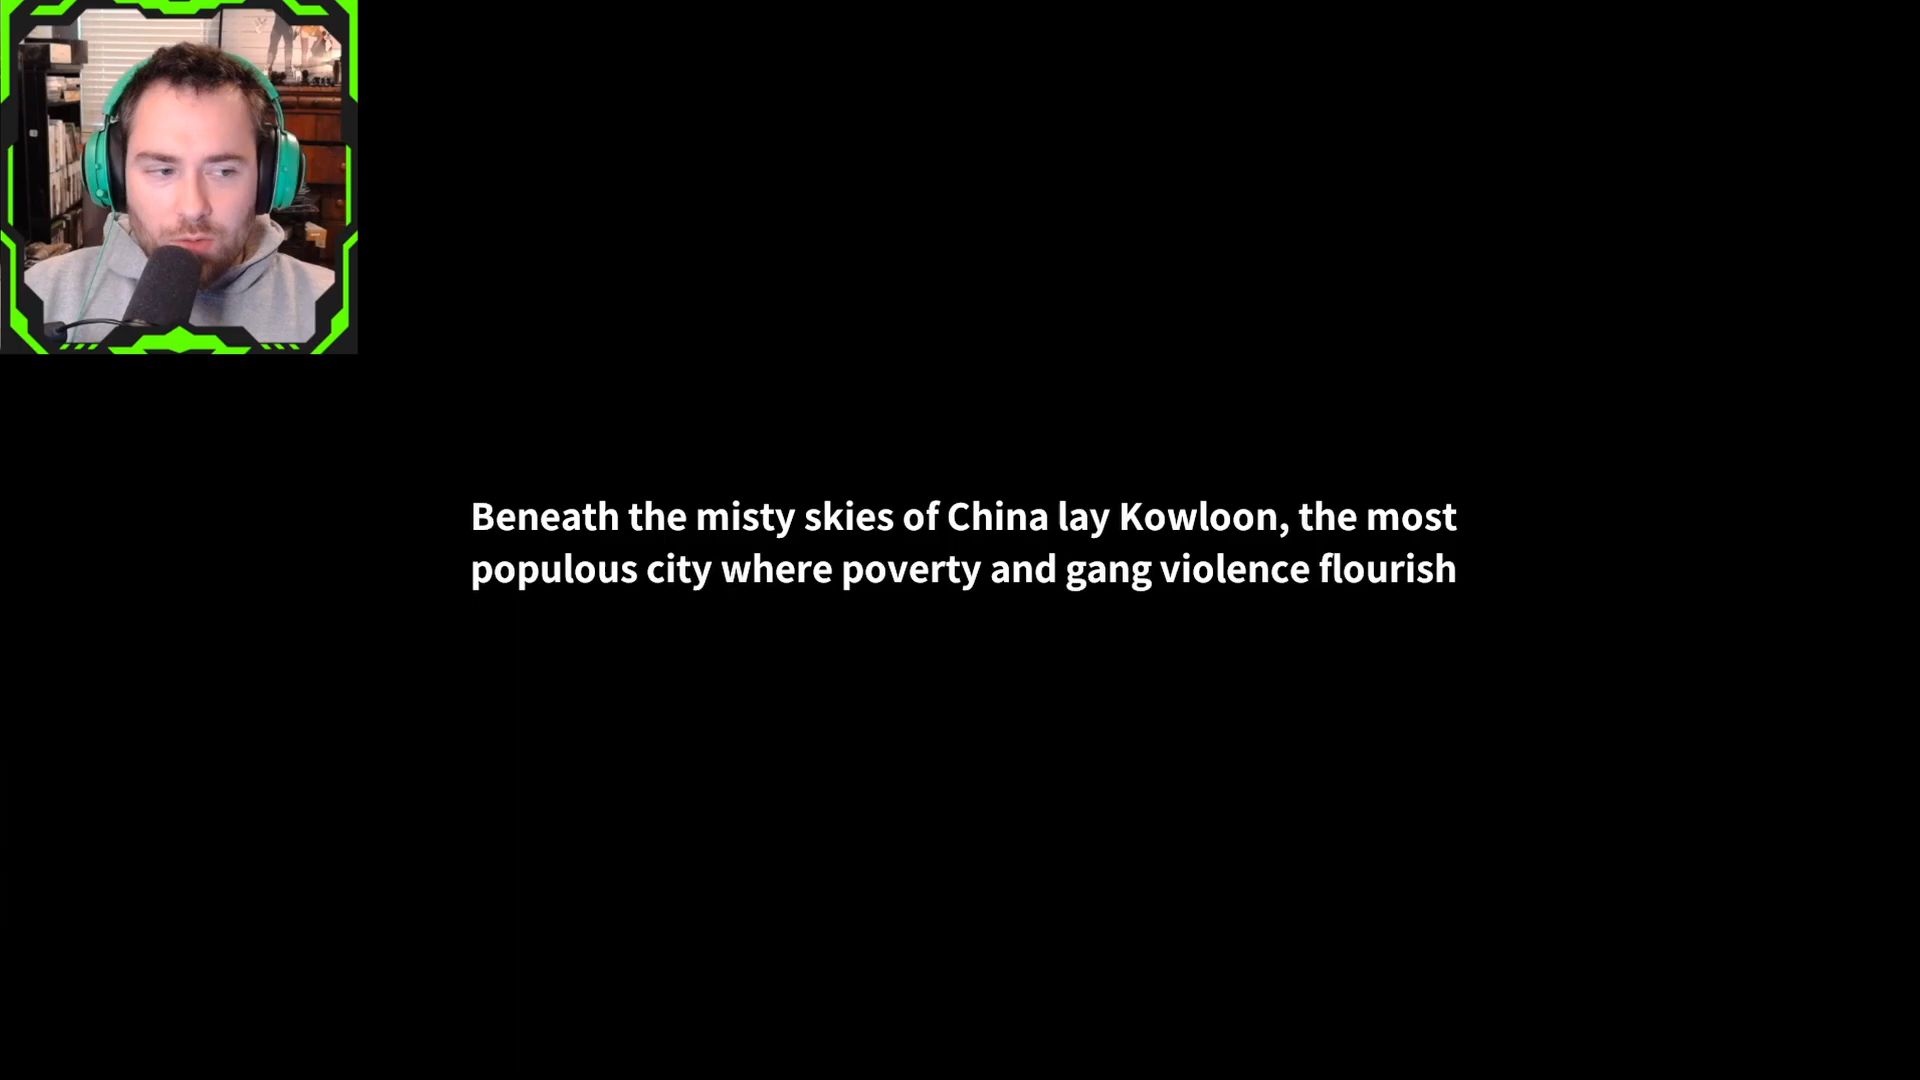 Beneath the misty skies of China lay Kowloon, the most
populous city where poverty and gang violence flourish